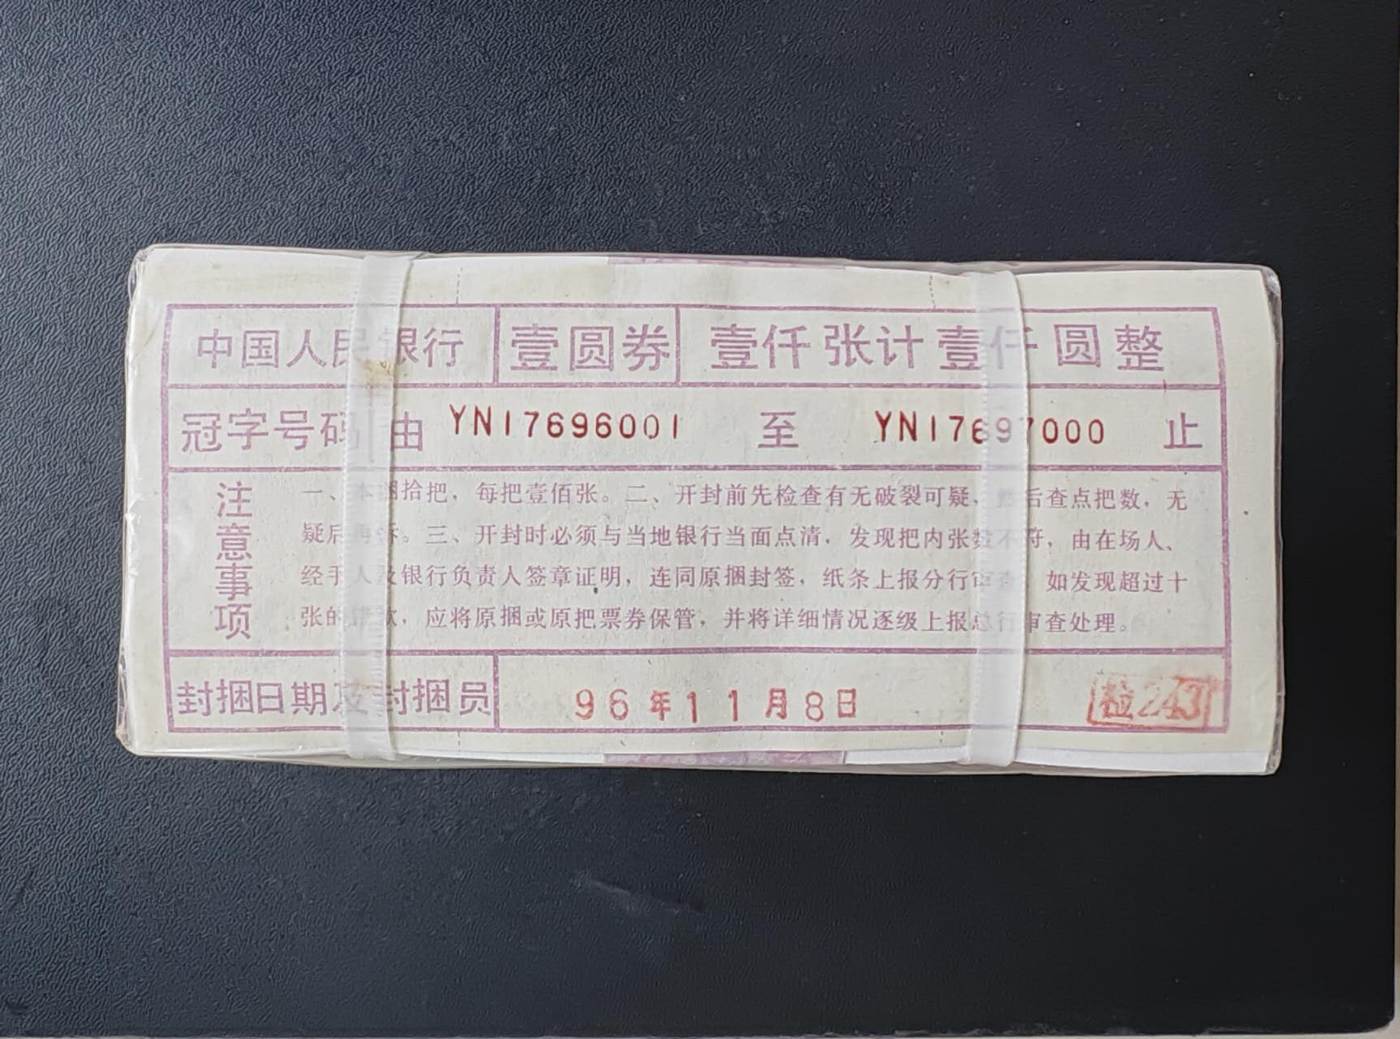 中国人民银行 壹圆券 壹仟张计壹仟圆整
冠字号码 由 YN17696001 至 YN17697000 止
注意事项
一、本捆拾把，每把壹佰张。二、开封前先检查有无破裂可疑，然后查点把数，无
疑后再拆。三、开封时必须与当地银行当面点清，发现把内张数不符，由在场人、
经手人及银行负责人签章证明，连同原捆封签，纸条上报分行审查，如发现超过十
张的 款，应将原捆或原把票券保管，并将详细情况逐级上报总行审查处理。
封捆日期及封捆员 96年11月8日 检243